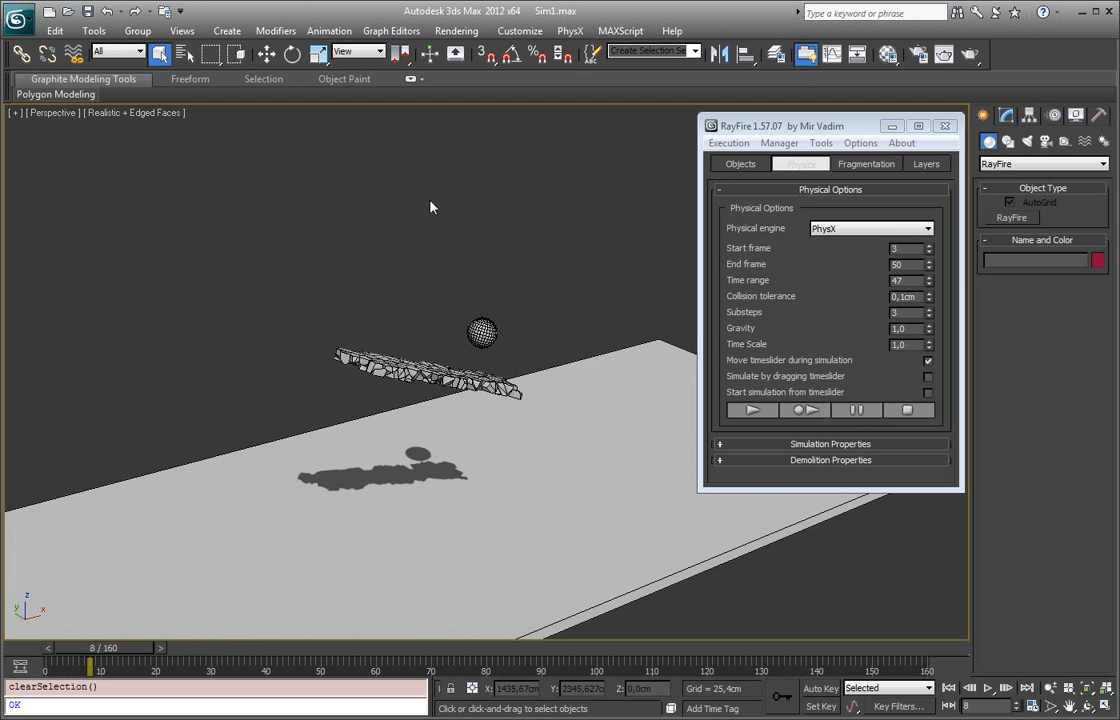 Autodesk 3ds Max 2012 x64 Sim1.max
Type a keyword or phrase
Edit Tools Group Views Create Modifiers Animation Graph Editors Rendering Customize PhysX MAXScript Help
All View Create Selection Se
Graphite Modeling Tools Freeform Selection Object Paint
Polygon Modeling
[ + ] [ Perspective ] [ Realistic + Edged Faces ]
RayFire 1.57.07 by Mir Vadim
Execution Manager Tools Options About
Objects Physics Fragmentation Layers
Physical Options
Physical Options
Physical engine PhysX
Start frame 3
End frame 50
Time range 47
Collision tolerance 0,1cm
Substeps 3
Gravity 1,0
Time Scale 1,0
Move timeslider during simulation
Simulate by dragging timeslider
Start simulation from timeslider
Simulation Properties
Demolition Properties
RayFire
Object Type
AutoGrid
RayFire
Name and Color
z
y
x
8 / 160
0 10 20 30 40 50 60 70 80 90 100 110 120 130 140 150 160
clearSelection()
OK
X: 1435,67cm Y: 2345,627c Z: 0,0cm Grid = 25,4cm Auto Key Selected
Click or click-and-drag to select objects Add Time Tag Set Key Key Filters... 8